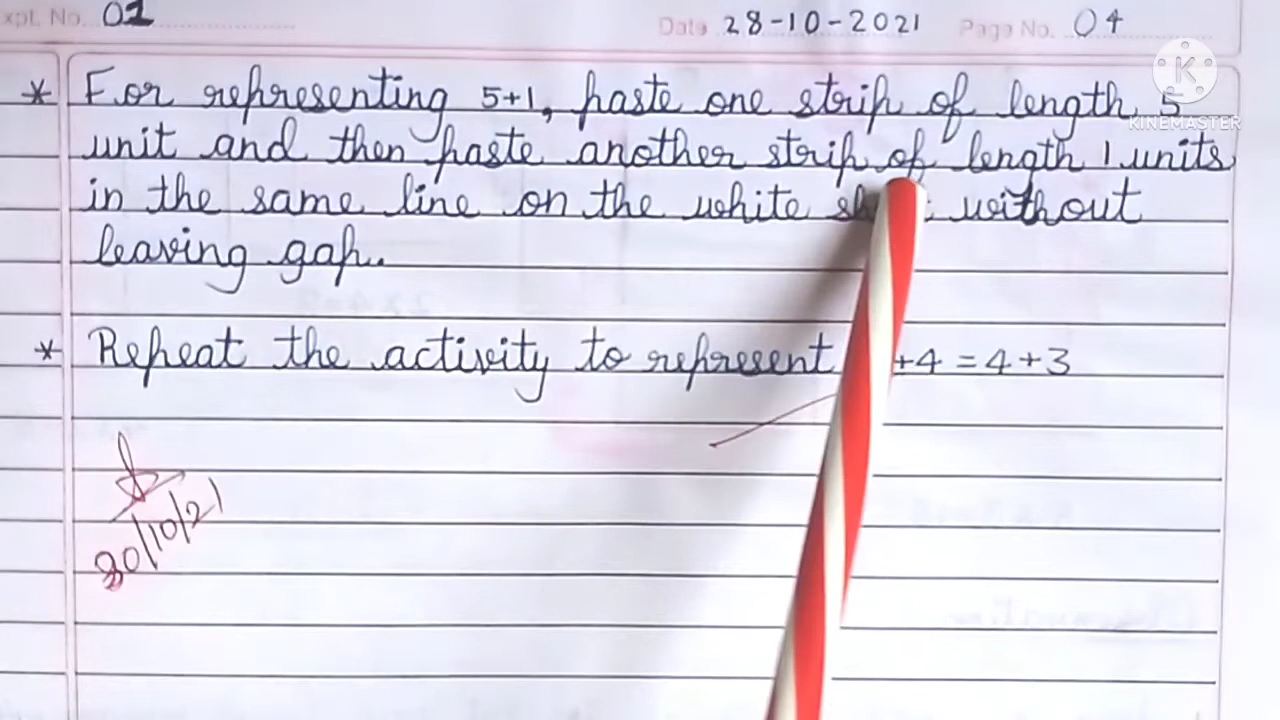 Expt. No. 01
Date 28-10-2021 Page No. 04
K
KINEMASTER
* For representing 5+1, paste one strip of length 5
unit and then paste another strip of length 1 units
in the same line on the white without
leaving gap.
* Repeat the activity to represent +4 = 4+3
30/10/21